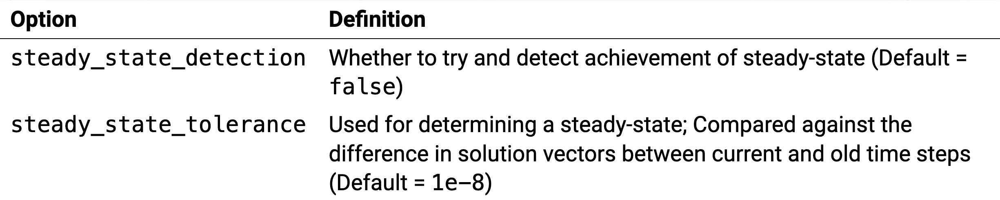 Option Definition
steady_state_detection Whether to try and detect achievement of steady-state (Default =
false)
steady_state_tolerance Used for determining a steady-state; Compared against the
difference in solution vectors between current and old time steps
(Default = 1e-8)